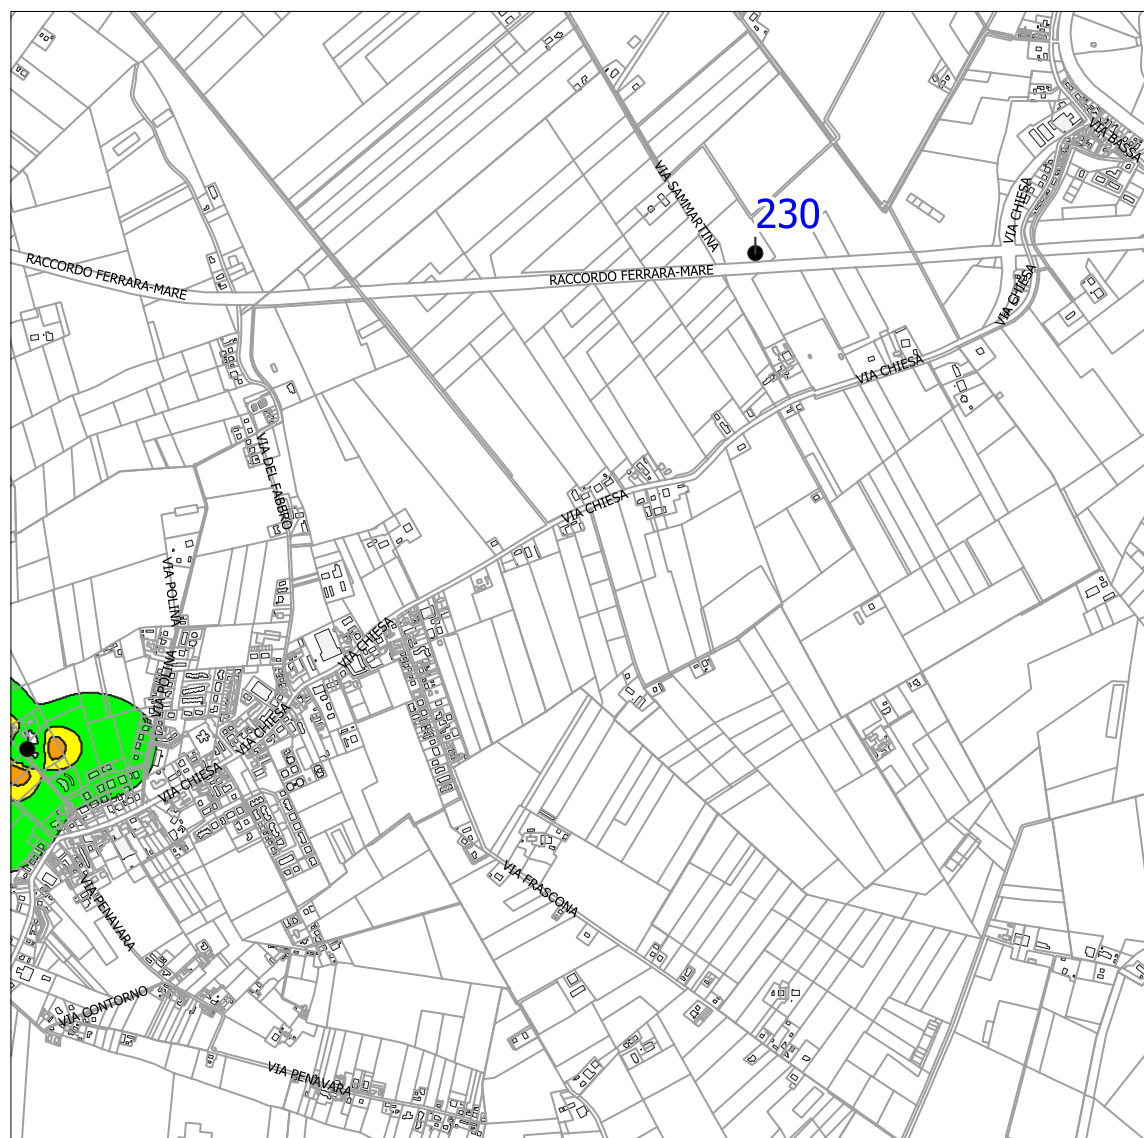 VIA BASSA
VIA SAMMARTINA
VIA CHIESA
230
RACCORDO FERRARA-MARE
RACCORDO FERRARA-MARE
VIA CHIESA
VIA CHIESA
VIA DEL FABBRO
VIA CHIESA
VIA POLINA
VIA CHIESA
VIA POLINA
VIA CHIESA
VIA CHIESA
VIA FRASCONA
VIA PENAVARA
VIA CONTORNO
VIA PENAVARA